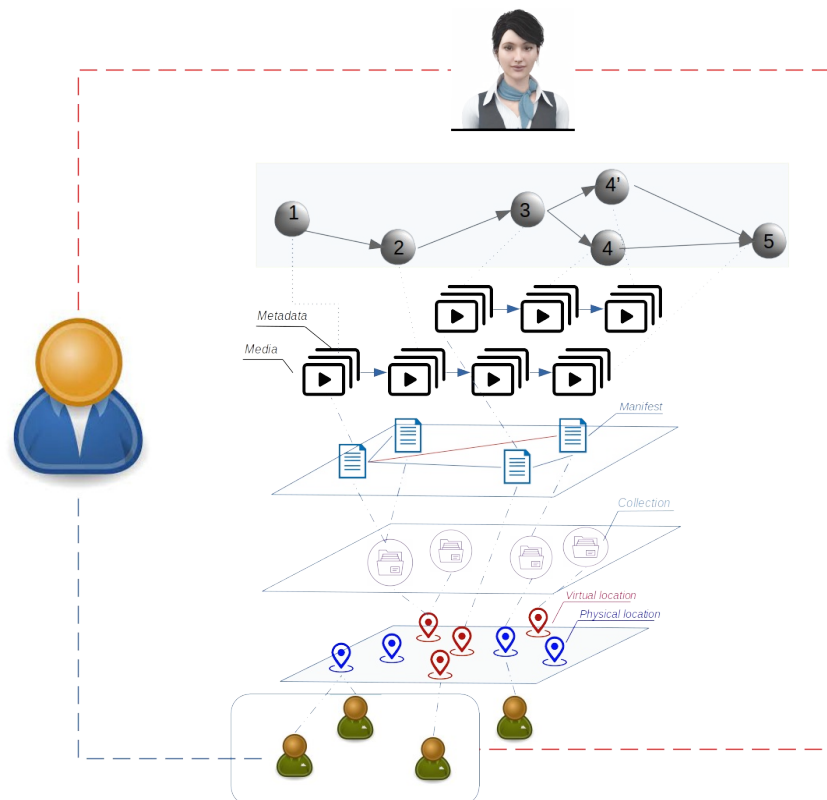 4’
1
3
2
4
5
Metadata
Media
Manifest
Collection
Virtual location
Physical location